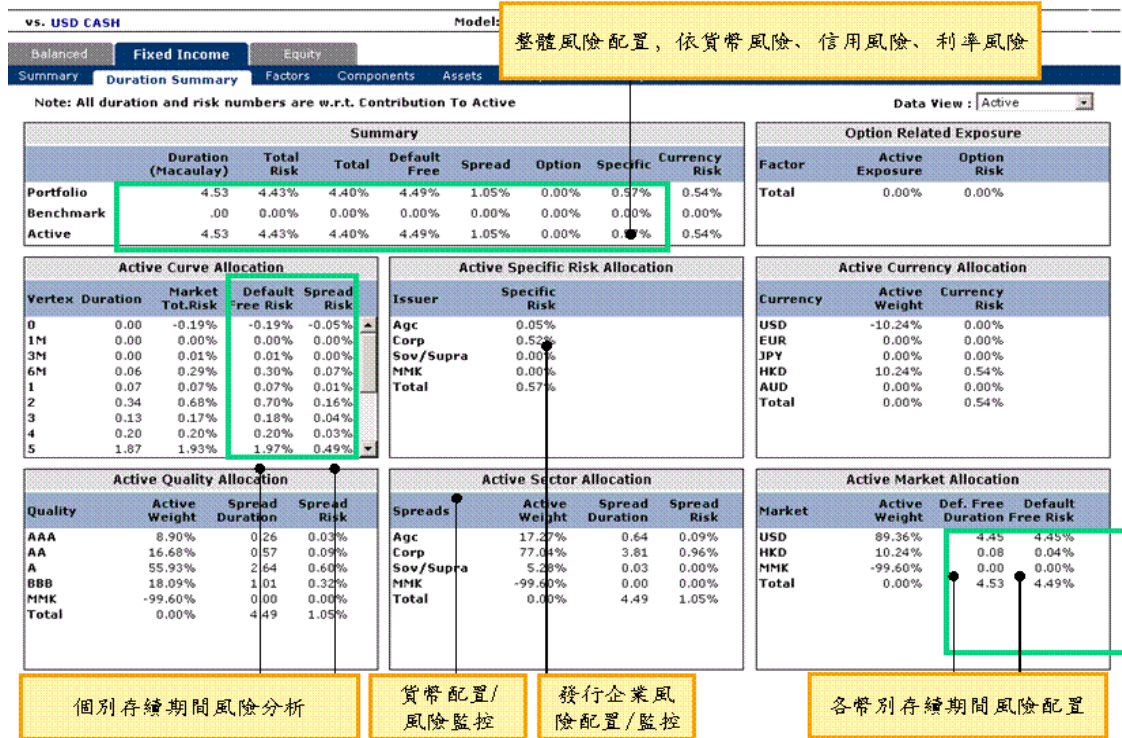 vs. USD CASH Model:
整體風險配置, 依貨幣風險、信用風險、利率風險
Balanced Fixed Income Equity
Summary Duration Summary Factors Components Assets
Note: All duration and risk numbers are w.r.t. Contribution To Active
Data View : Active
Summary
Duration (Macaulay) Total Risk Total Default Free Spread Option Specific Currency Risk
Portfolio 4.53 4.43% 4.40% 4.49% 1.05% 0.00% 0.57% 0.54%
Benchmark .00 0.00% 0.00% 0.00% 0.00% 0.00% 0.00% 0.00%
Active 4.53 4.43% 4.40% 4.49% 1.05% 0.00% 0.54%
Option Related Exposure
Factor Active Exposure Option Risk
Total 0.00% 0.00%
Active Curve Allocation
Vertex Duration Market Tot.Risk Default Free Risk Spread Risk
0 0.00 -0.19% -0.19% -0.05%
1M 0.00 0.00% 0.00% 0.00%
3M 0.00 0.01% 0.01% 0.00%
6M 0.06 0.29% 0.30% 0.07%
1 0.07 0.07% 0.07% 0.01%
2 0.34 0.68% 0.70% 0.16%
3 0.13 0.17% 0.18% 0.04%
4 0.20 0.20% 0.20% 0.03%
5 1.87 1.93% 1.97% 0.49%
Active Specific Risk Allocation
Issuer Specific Risk
Agc 0.05%
Corp 0.52%
Sov/Supra 0.00%
MMK 0.00%
Total 0.57%
Active Currency Allocation
Currency Active Weight Currency Risk
USD -10.24% 0.00%
EUR 0.00% 0.00%
JPY 0.00% 0.00%
HKD 10.24% 0.54%
AUD 0.00% 0.00%
Total 0.00% 0.54%
Active Quality Allocation
Quality Active Weight Spread Duration Spread Risk
AAA 8.90% 0.26 0.03%
AA 16.68% 0.57 0.09%
A 55.93% 2.64 0.60%
BBB 18.09% 1.01 0.32%
MMK -99.60% 0.00 0.00%
Total 0.00% 4.49 1.05%
Active Sector Allocation
Spreads Active Weight Spread Duration Spread Risk
Agc 17.27% 0.64 0.09%
Corp 77.04% 3.81 0.96%
Sov/Supra 5.28% 0.03 0.00%
MMK -99.60% 0.00 0.00%
Total 0.00% 4.49 1.05%
Active Market Allocation
Market Active Weight Def. Free Duration Default Free Risk
USD 89.36% 4.45 4.45%
HKD 10.24% 0.08 0.04%
MMK -99.60% 0.00 0.00%
Total 0.00% 4.53 4.49%
個別存續期間風險分析
貨幣配置/
風險監控
發行企業風
險配置/監控
各幣別存續期間風險配置